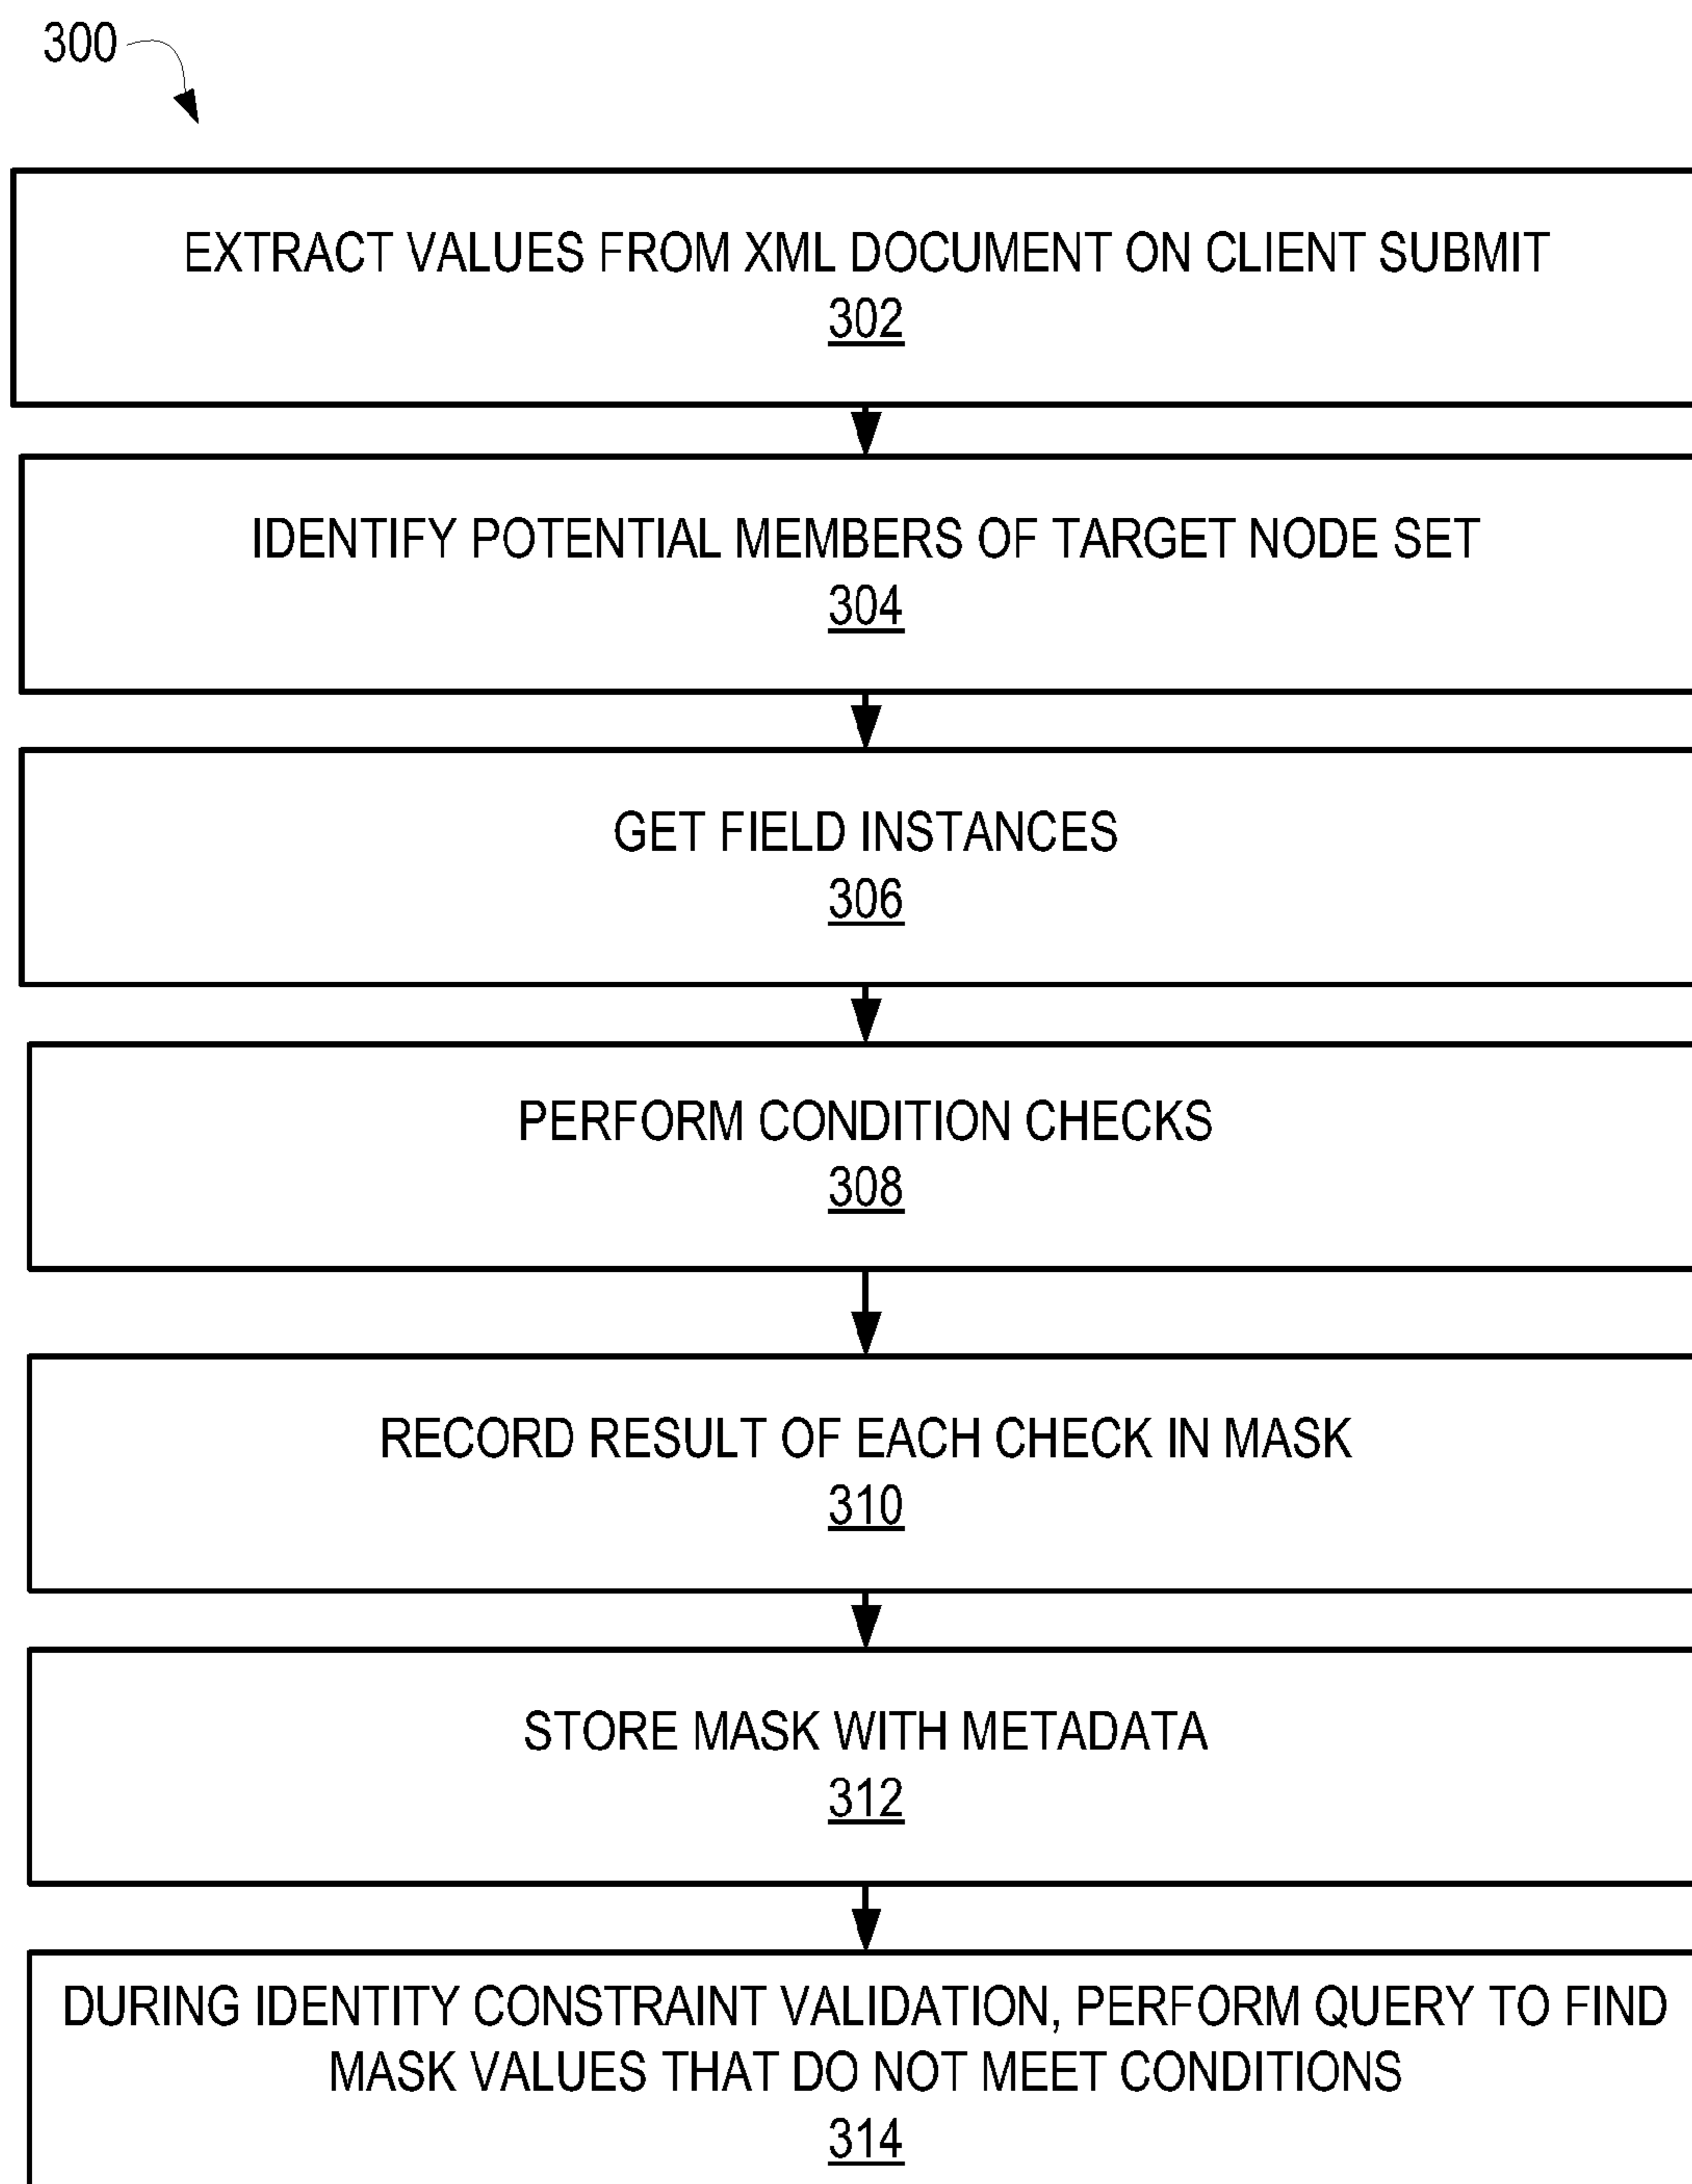 300
EXTRACT VALUES FROM XML DOCUMENT ON CLIENT SUBMIT
302
IDENTIFY POTENTIAL MEMBERS OF TARGET NODE SET
304
GET FIELD INSTANCES
306
PERFORM CONDITION CHECKS
308
RECORD RESULT OF EACH CHECK IN MASK
310
STORE MASK WITH METADATA
312
DURING IDENTITY CONSTRAINT VALIDATION, PERFORM QUERY TO FIND
MASK VALUES THAT DO NOT MEET CONDITIONS
314